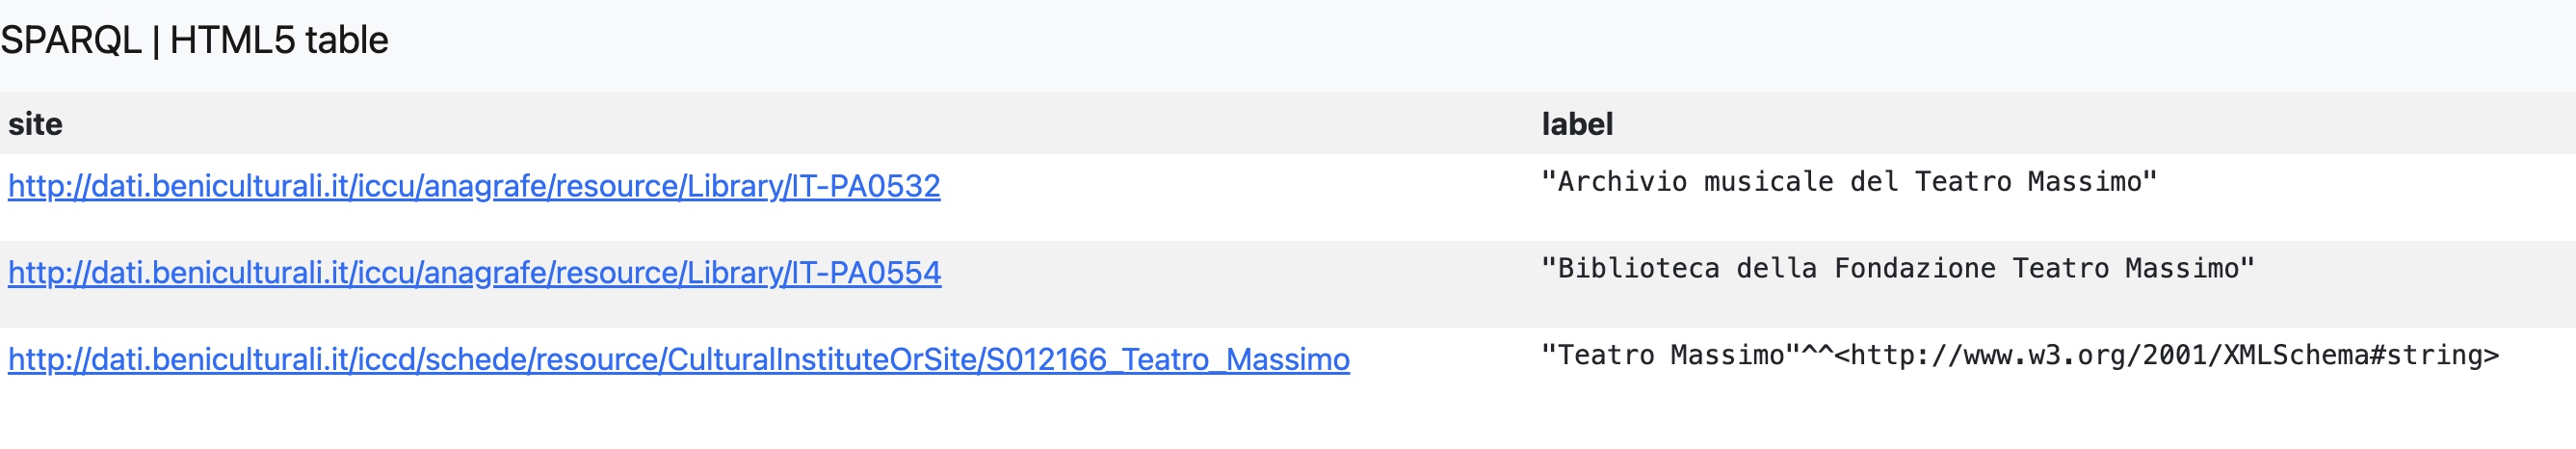 SPARQL | HTML5 table
site label
http://dati.beniculturali.it/iccu/anagrafe/resource/Library/IT-PA0532 "Archivio musicale del Teatro Massimo"
http://dati.beniculturali.it/iccu/anagrafe/resource/Library/IT-PA0554 "Biblioteca della Fondazione Teatro Massimo"
http://dati.beniculturali.it/iccd/schede/resource/CulturalInstituteOrSite/S012166_Teatro_Massimo "Teatro Massimo"^^<http://www.w3.org/2001/XMLSchema#string>